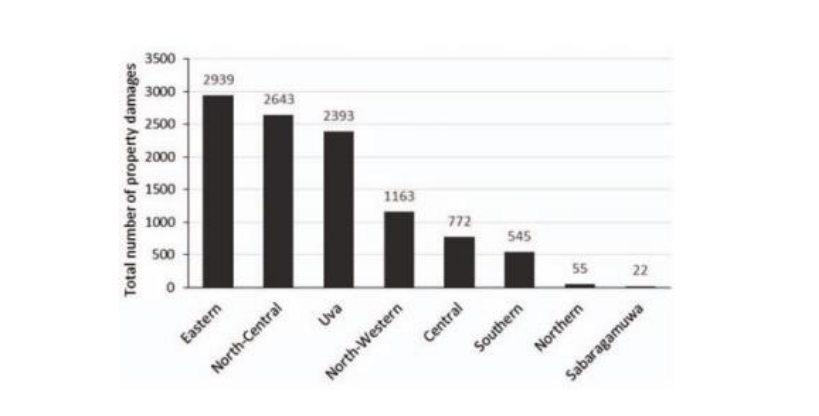 Total number of property damages
3500
3000
2500
2000
1500
1000
500
0
2939
2643
2393
1163
772
545
55
22
Eastern
North-Central
Uva
North-Western
Central
Southern
Northern
Sabaragamuwa